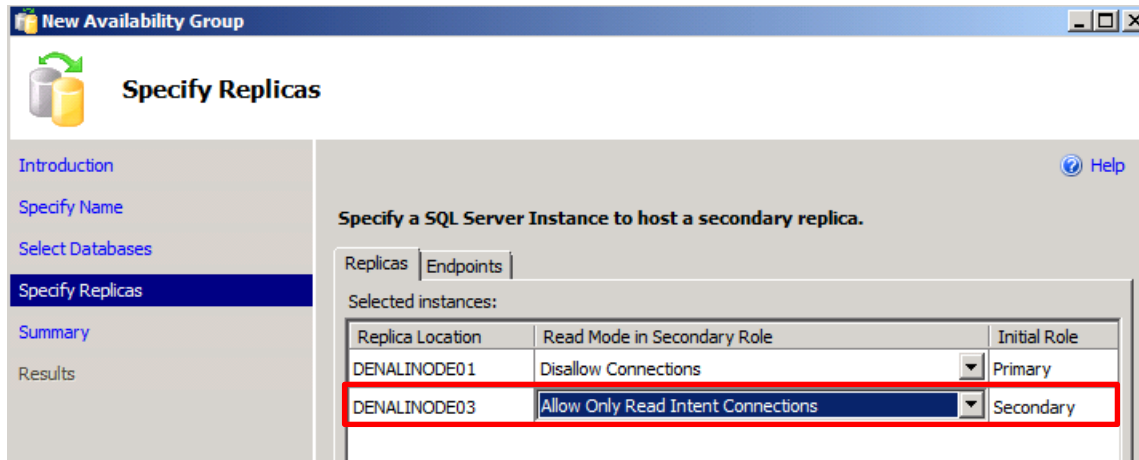 New Availability Group
Specify Replicas
Introduction
Specify Name
Select Databases
Specify Replicas
Summary
Results
Help
Specify a SQL Server Instance to host a secondary replica.
Replicas Endpoints
Selected instances:
Replica Location Read Mode in Secondary Role Initial Role
DENALINODE01 Disallow Connections Primary
DENALINODE03 Allow Only Read Intent Connections Secondary